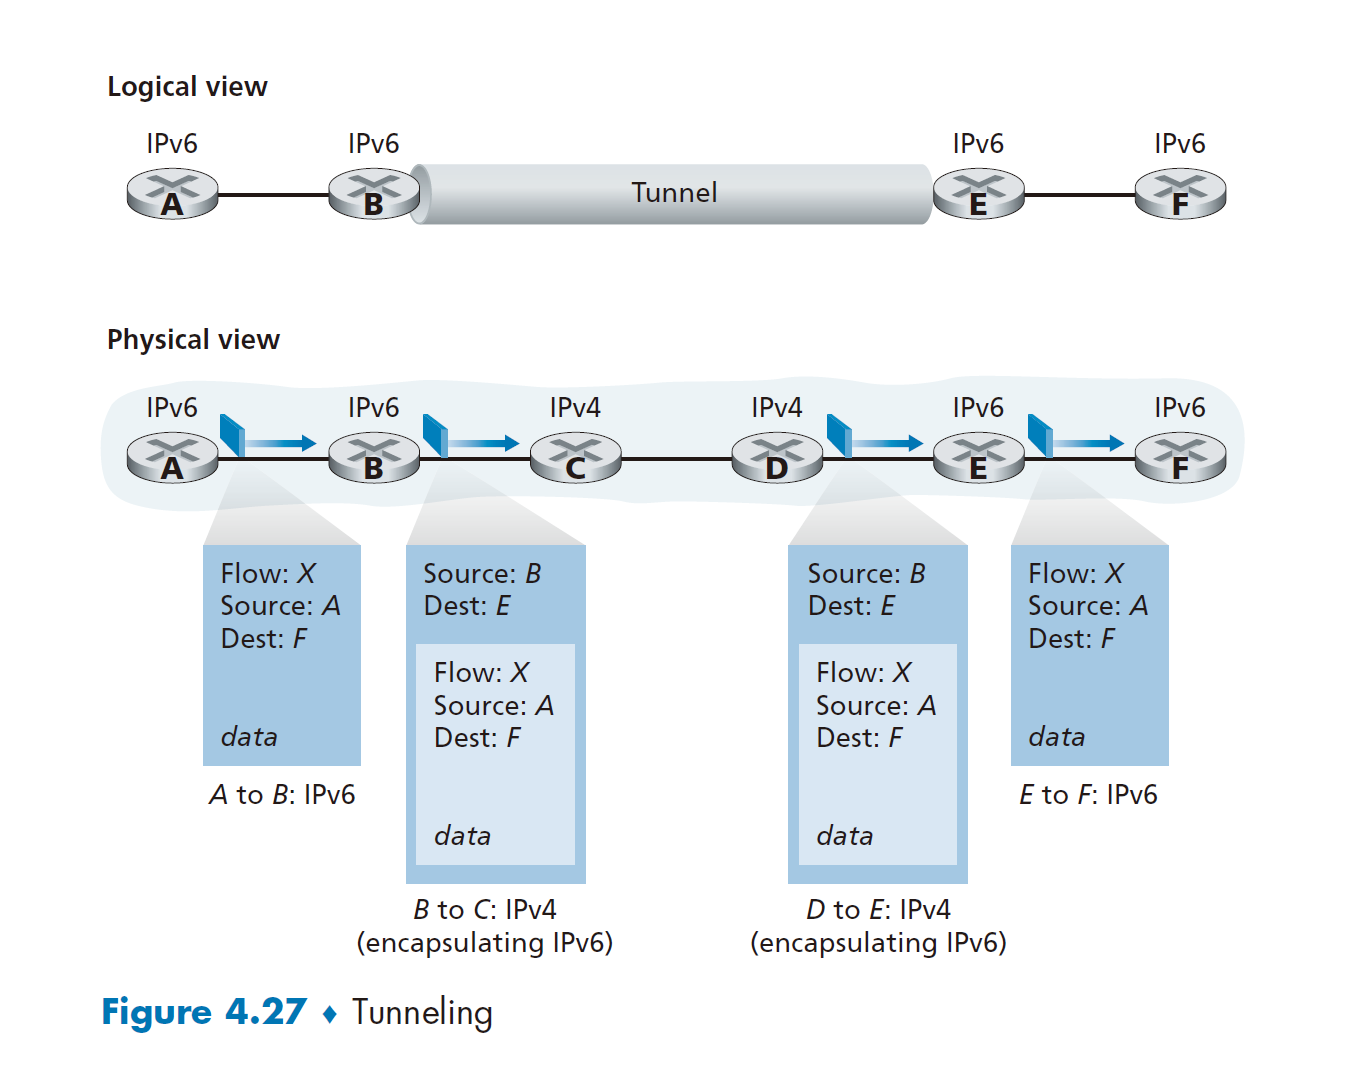 Logical view
IPv6 IPv6 IPv6 IPv6
A B Tunnel E F
Physical view
IPv6 IPv6 IPv4 IPv4 IPv6 IPv6
A B C D E F
Flow: X
Source: A
Dest: F
data
A to B: IPv6
Source: B
Dest: E
Flow: X
Source: A
Dest: F
data
B to C: IPv4
(encapsulating IPv6)
Source: B
Dest: E
Flow: X
Source: A
Dest: F
data
D to E: IPv4
(encapsulating IPv6)
Flow: X
Source: A
Dest: F
data
E to F: IPv6
Figure 4.27 ♦ Tunneling